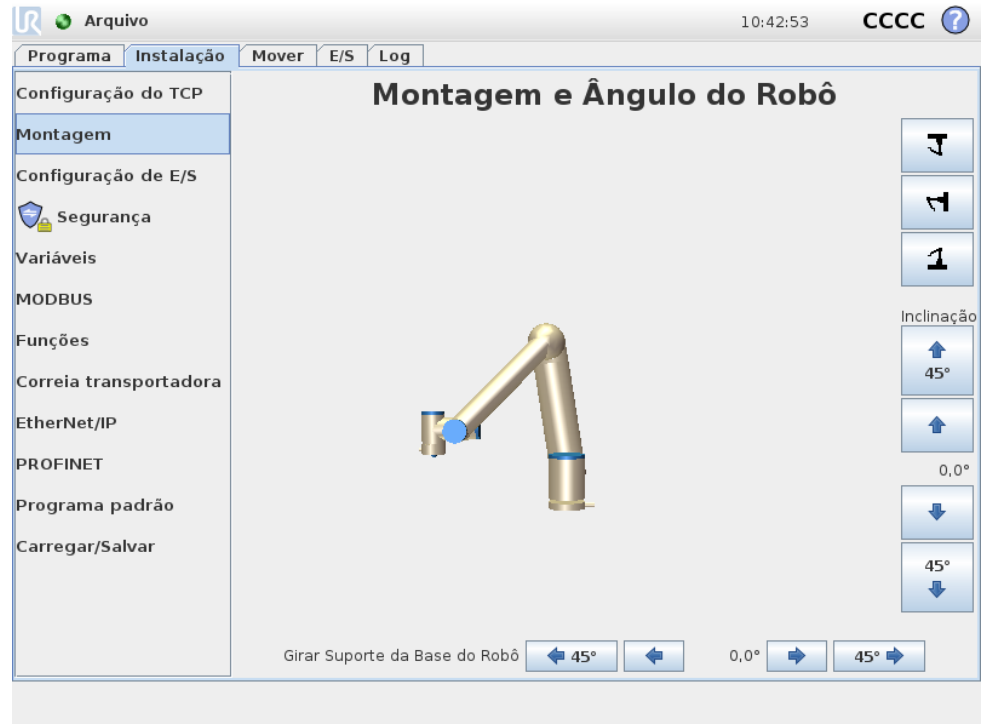 UR Arquivo 10:42:53 CCCC ?
Programa Instalação Mover E/S Log
Configuração do TCP
Montagem
Configuração de E/S
Segurança
Variáveis
MODBUS
Funções
Correia transportadora
EtherNet/IP
PROFINET
Programa padrão
Carregar/Salvar
Montagem e Ângulo do Robô
Inclinação
45°
0,0°
45°
Girar Suporte da Base do Robô 45° 0,0° 45°